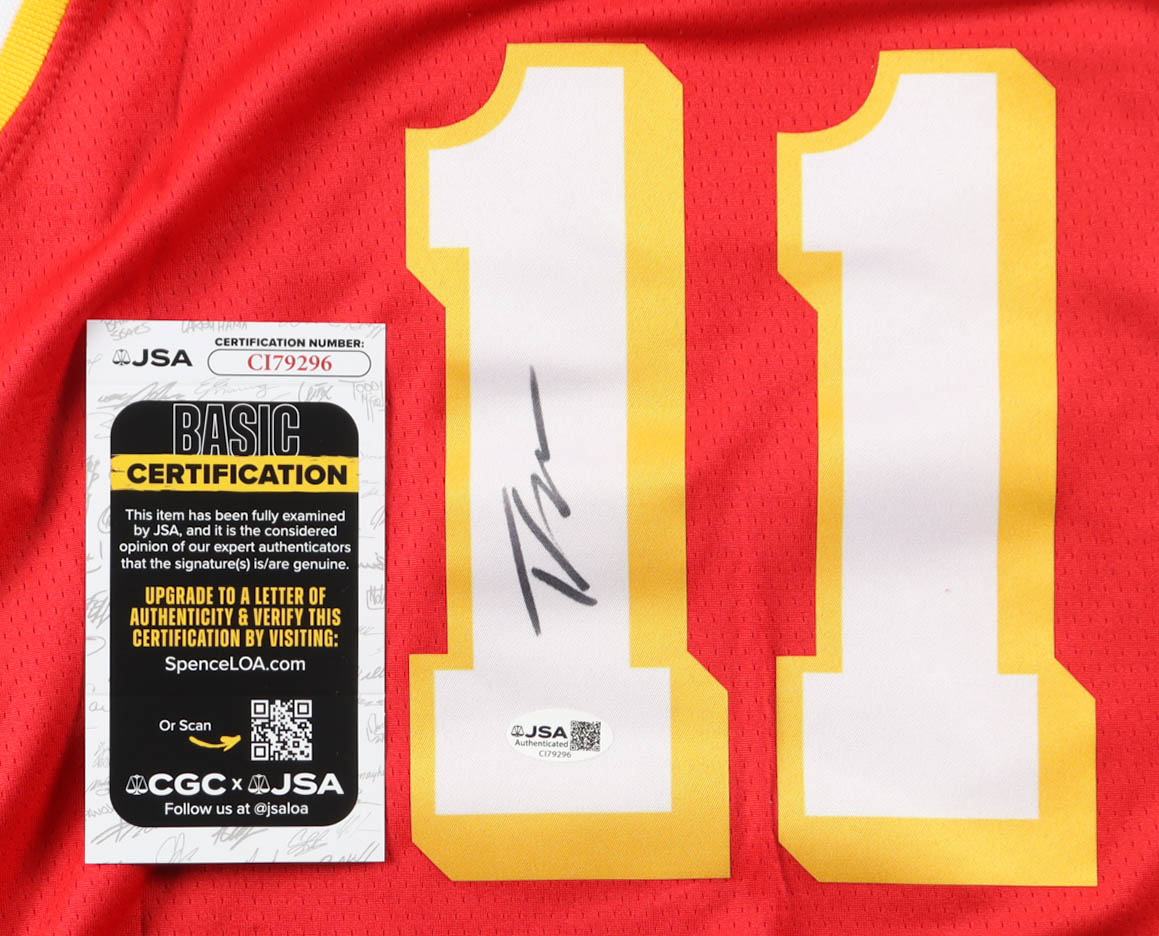 11
JSA
CERTIFICATION NUMBER:
CI79296
BASIC
CERTIFICATION
This item has been fully examined
by JSA, and it is the considered
opinion of our expert authenticators
that the signature(s) is/are genuine.
UPGRADE TO A LETTER OF
AUTHENTICITY & VERIFY THIS
CERTIFICATION BY VISITING:
SpenceLOA.com
Or Scan
CGC x JSA
Follow us at @jsaloa
JSA
Authenticated
CI79296